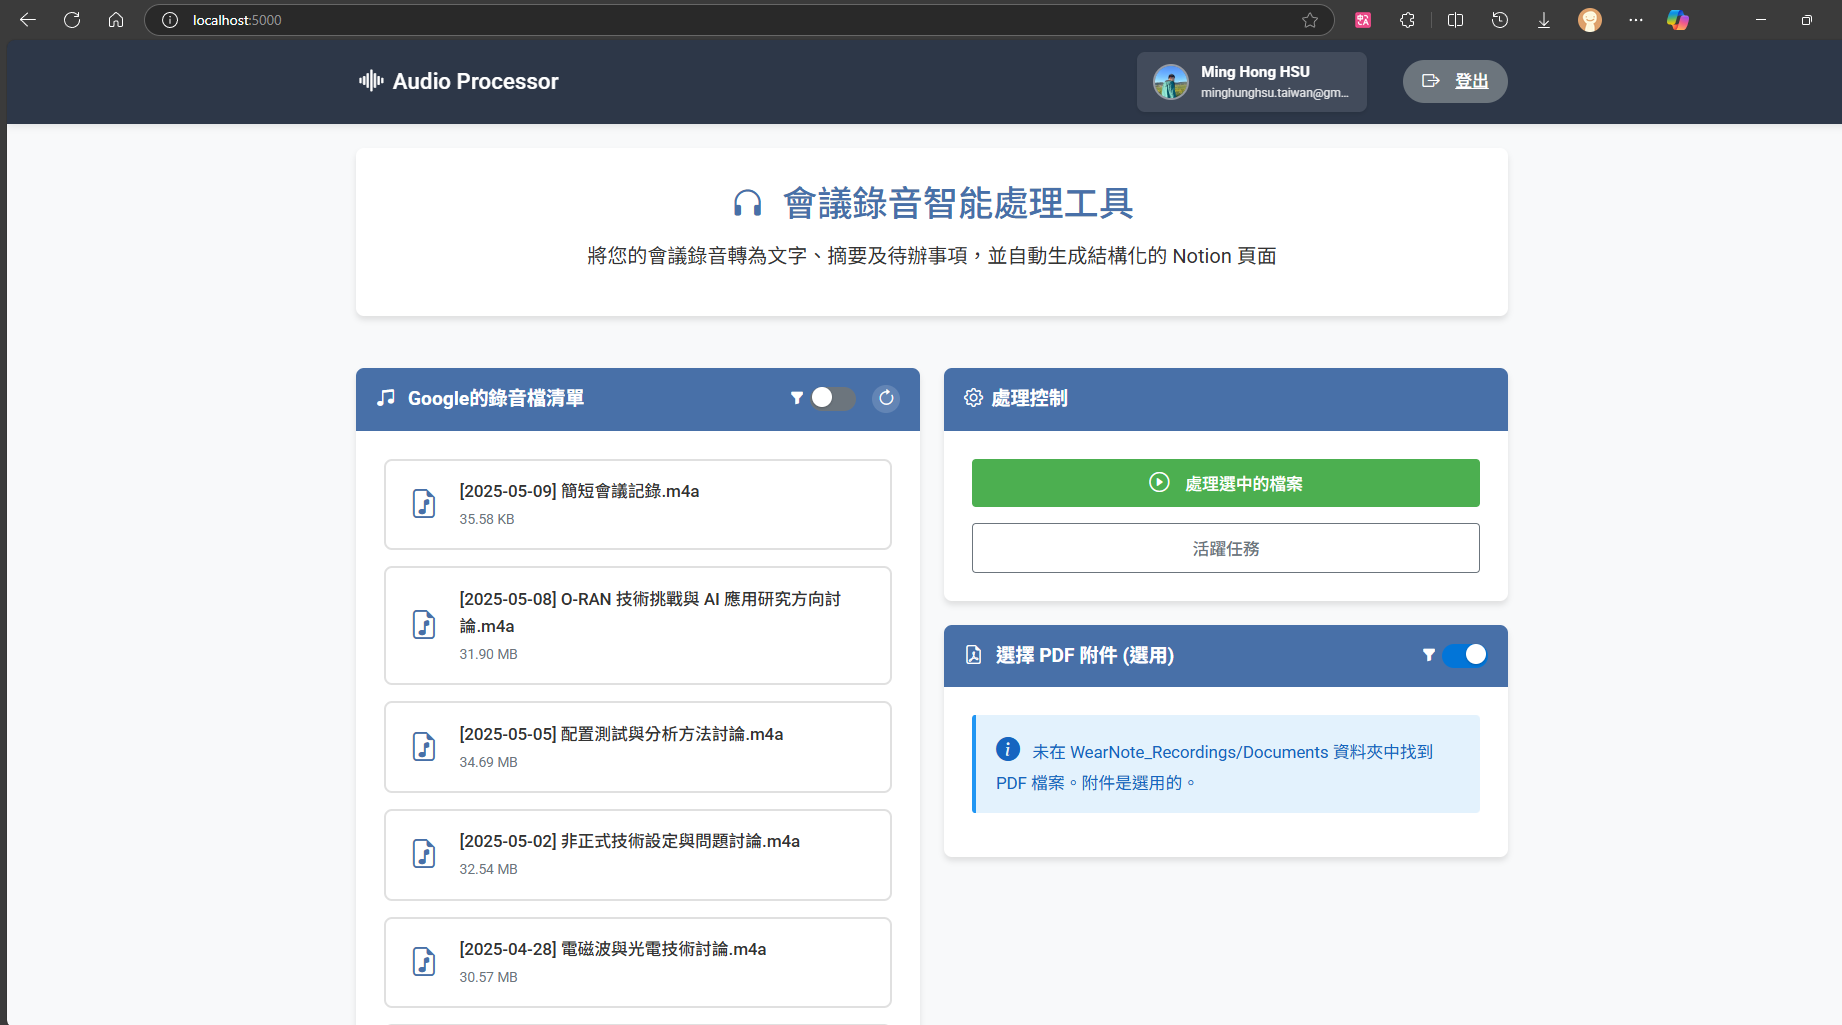 localhost:5000
Audio Processor
Ming Hong HSU
minghunghsu.taiwan@gm...
登出
會議錄音智能處理工具
將您的會議錄音轉為文字、摘要及待辦事項，並自動生成結構化的 Notion 頁面
Google的錄音檔清單
[2025-05-09] 簡短會議記錄.m4a
35.58 KB
[2025-05-08] O-RAN 技術挑戰與 AI 應用研究方向討
論.m4a
31.90 MB
[2025-05-05] 配置測試與分析方法討論.m4a
34.69 MB
[2025-05-02] 非正式技術設定與問題討論.m4a
32.54 MB
[2025-04-28] 電磁波與光電技術討論.m4a
30.57 MB
處理控制
處理選中的檔案
活躍任務
選擇 PDF 附件 (選用)
未在 WearNote_Recordings/Documents 資料夾中找到
PDF 檔案。附件是選用的。